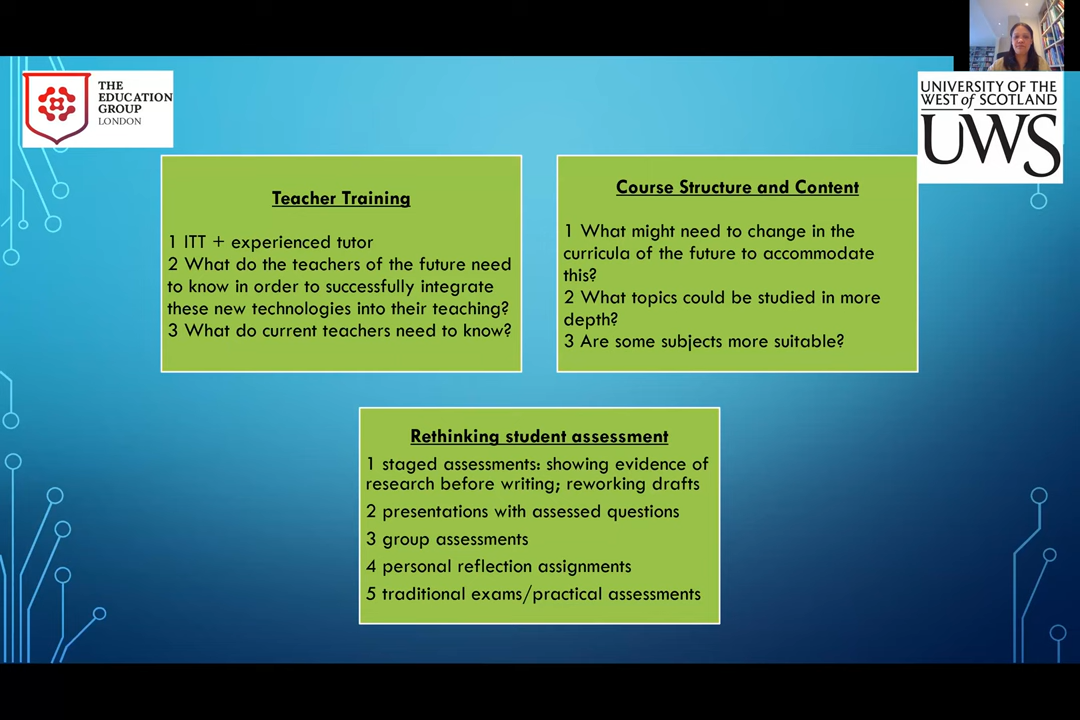 THE
EDUCATION
GROUP
LONDON
UNIVERSITY OF THE
WEST of SCOTLAND
UWS
Teacher Training
1 ITT + experienced tutor
2 What do the teachers of the future need
to know in order to successfully integrate
these new technologies into their teaching?
3 What do current teachers need to know?
Course Structure and Content
1 What might need to change in the
curricula of the future to accommodate
this?
2 What topics could be studied in more
depth?
3 Are some subjects more suitable?
Rethinking student assessment
1 staged assessments: showing evidence of
research before writing; reworking drafts
2 presentations with assessed questions
3 group assessments
4 personal reflection assignments
5 traditional exams/practical assessments